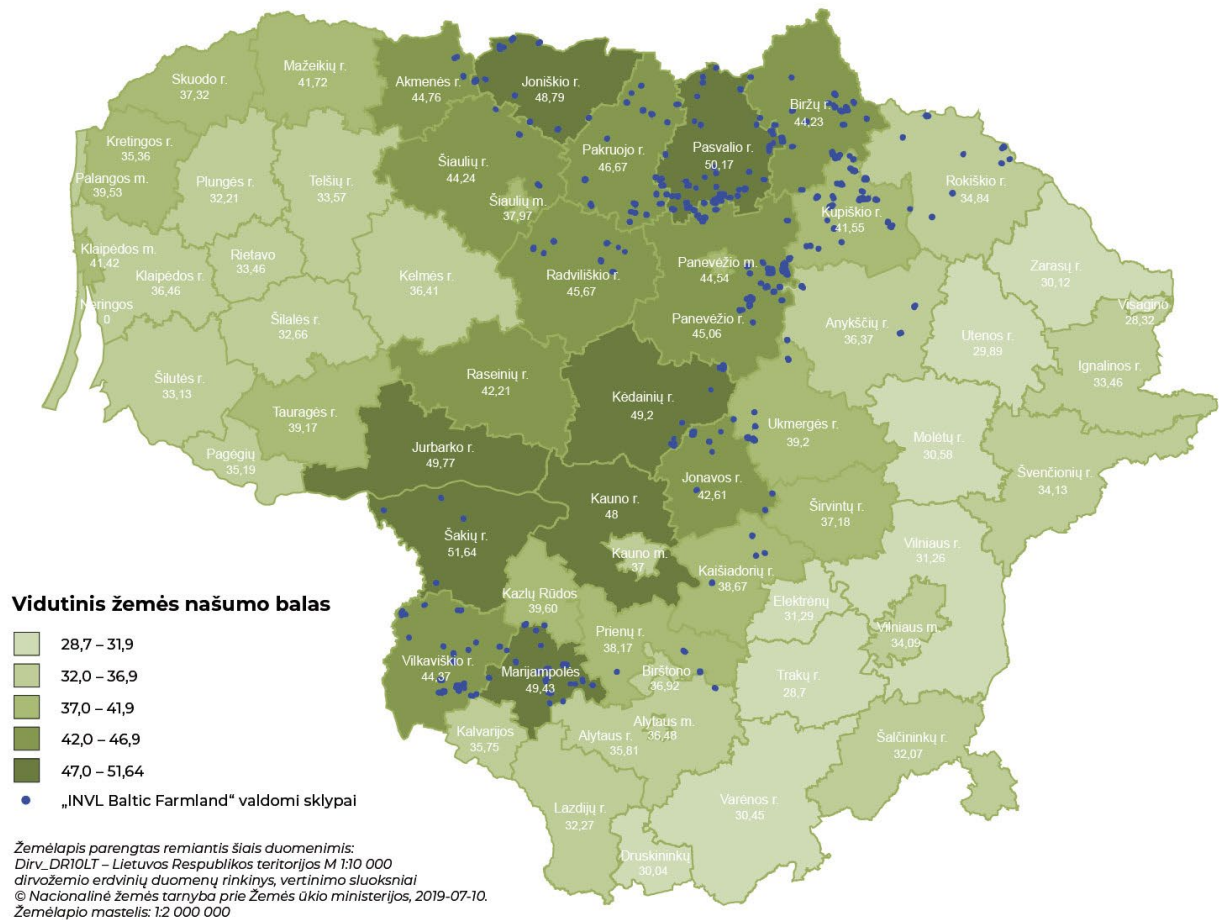 Skuodo r.
37,32
Mažeikių r.
41,72
Akmenės r.
44,76
Joniškio r.
48,79
Biržų r.
44,23
Kretingos r.
35,36
Palangos m.
39,53
Plungės r.
32,21
Telšių r.
33,57
Šiaulių r.
44,24
Šiaulių m.
37,97
Pakruojo r.
46,67
Pasvalio r.
50,17
Rokiškio r.
34,84
Kupiškio r.
41,55
Klaipėdos m.
41,42
Klaipėdos r.
36,46
Rietavo
33,46
Kelmės r.
36,41
Radviliškio r.
45,67
Panevėžio m.
44,54
Zarasų r.
30,12
Visagino
28,32
Neringos
0
Šilalės r.
32,66
Panevėžio r.
45,06
Anykščių r.
36,37
Utenos r.
29,89
Ignalinos r.
33,46
Šilutės r.
33,13
Raseinių r.
42,21
Kėdainių r.
49,2
Tauragės r.
39,17
Ukmergės r.
39,2
Molėtų r.
30,58
Pagėgių
35,19
Jurbarko r.
49,77
Jonavos r.
42,61
Švenčionių r.
34,13
Kauno r.
48
Širvintų r.
37,18
Šakių r.
51,64
Kauno m.
37
Vilniaus r.
31,26
Kaišiadorių r.
38,67
Kazlų Rūdos
39,60
Elektrėnų
31,29
Vilniaus m.
34,09
Prienų r.
38,17
Vilkaviškio r.
44,37
Marijampolės
49,43
Birštono
36,92
Trakų r.
28,7
Kalvarijos
35,75
Alytaus m.
36,48
Alytaus r.
35,81
Šalčininkų r.
32,07
Lazdijų r.
32,27
Varėnos r.
30,45
Druskininkų
30,04
Vidutinis žemės našumo balas
28,7 – 31,9
32,0 – 36,9
37,0 – 41,9
42,0 – 46,9
47,0 – 51,64
„INVL Baltic Farmland“ valdomi sklypai
Žemėlapis parengtas remiantis šiais duomenimis:
Dirv_DR10LT – Lietuvos Respublikos teritorijos M 1:10 000
dirvožemio erdvinių duomenų rinkinys, vertinimo sluoksniai
© Nacionalinė žemės tarnyba prie Žemės ūkio ministerijos, 2019-07-10.
Žemėlapio mastelis: 1:2 000 000